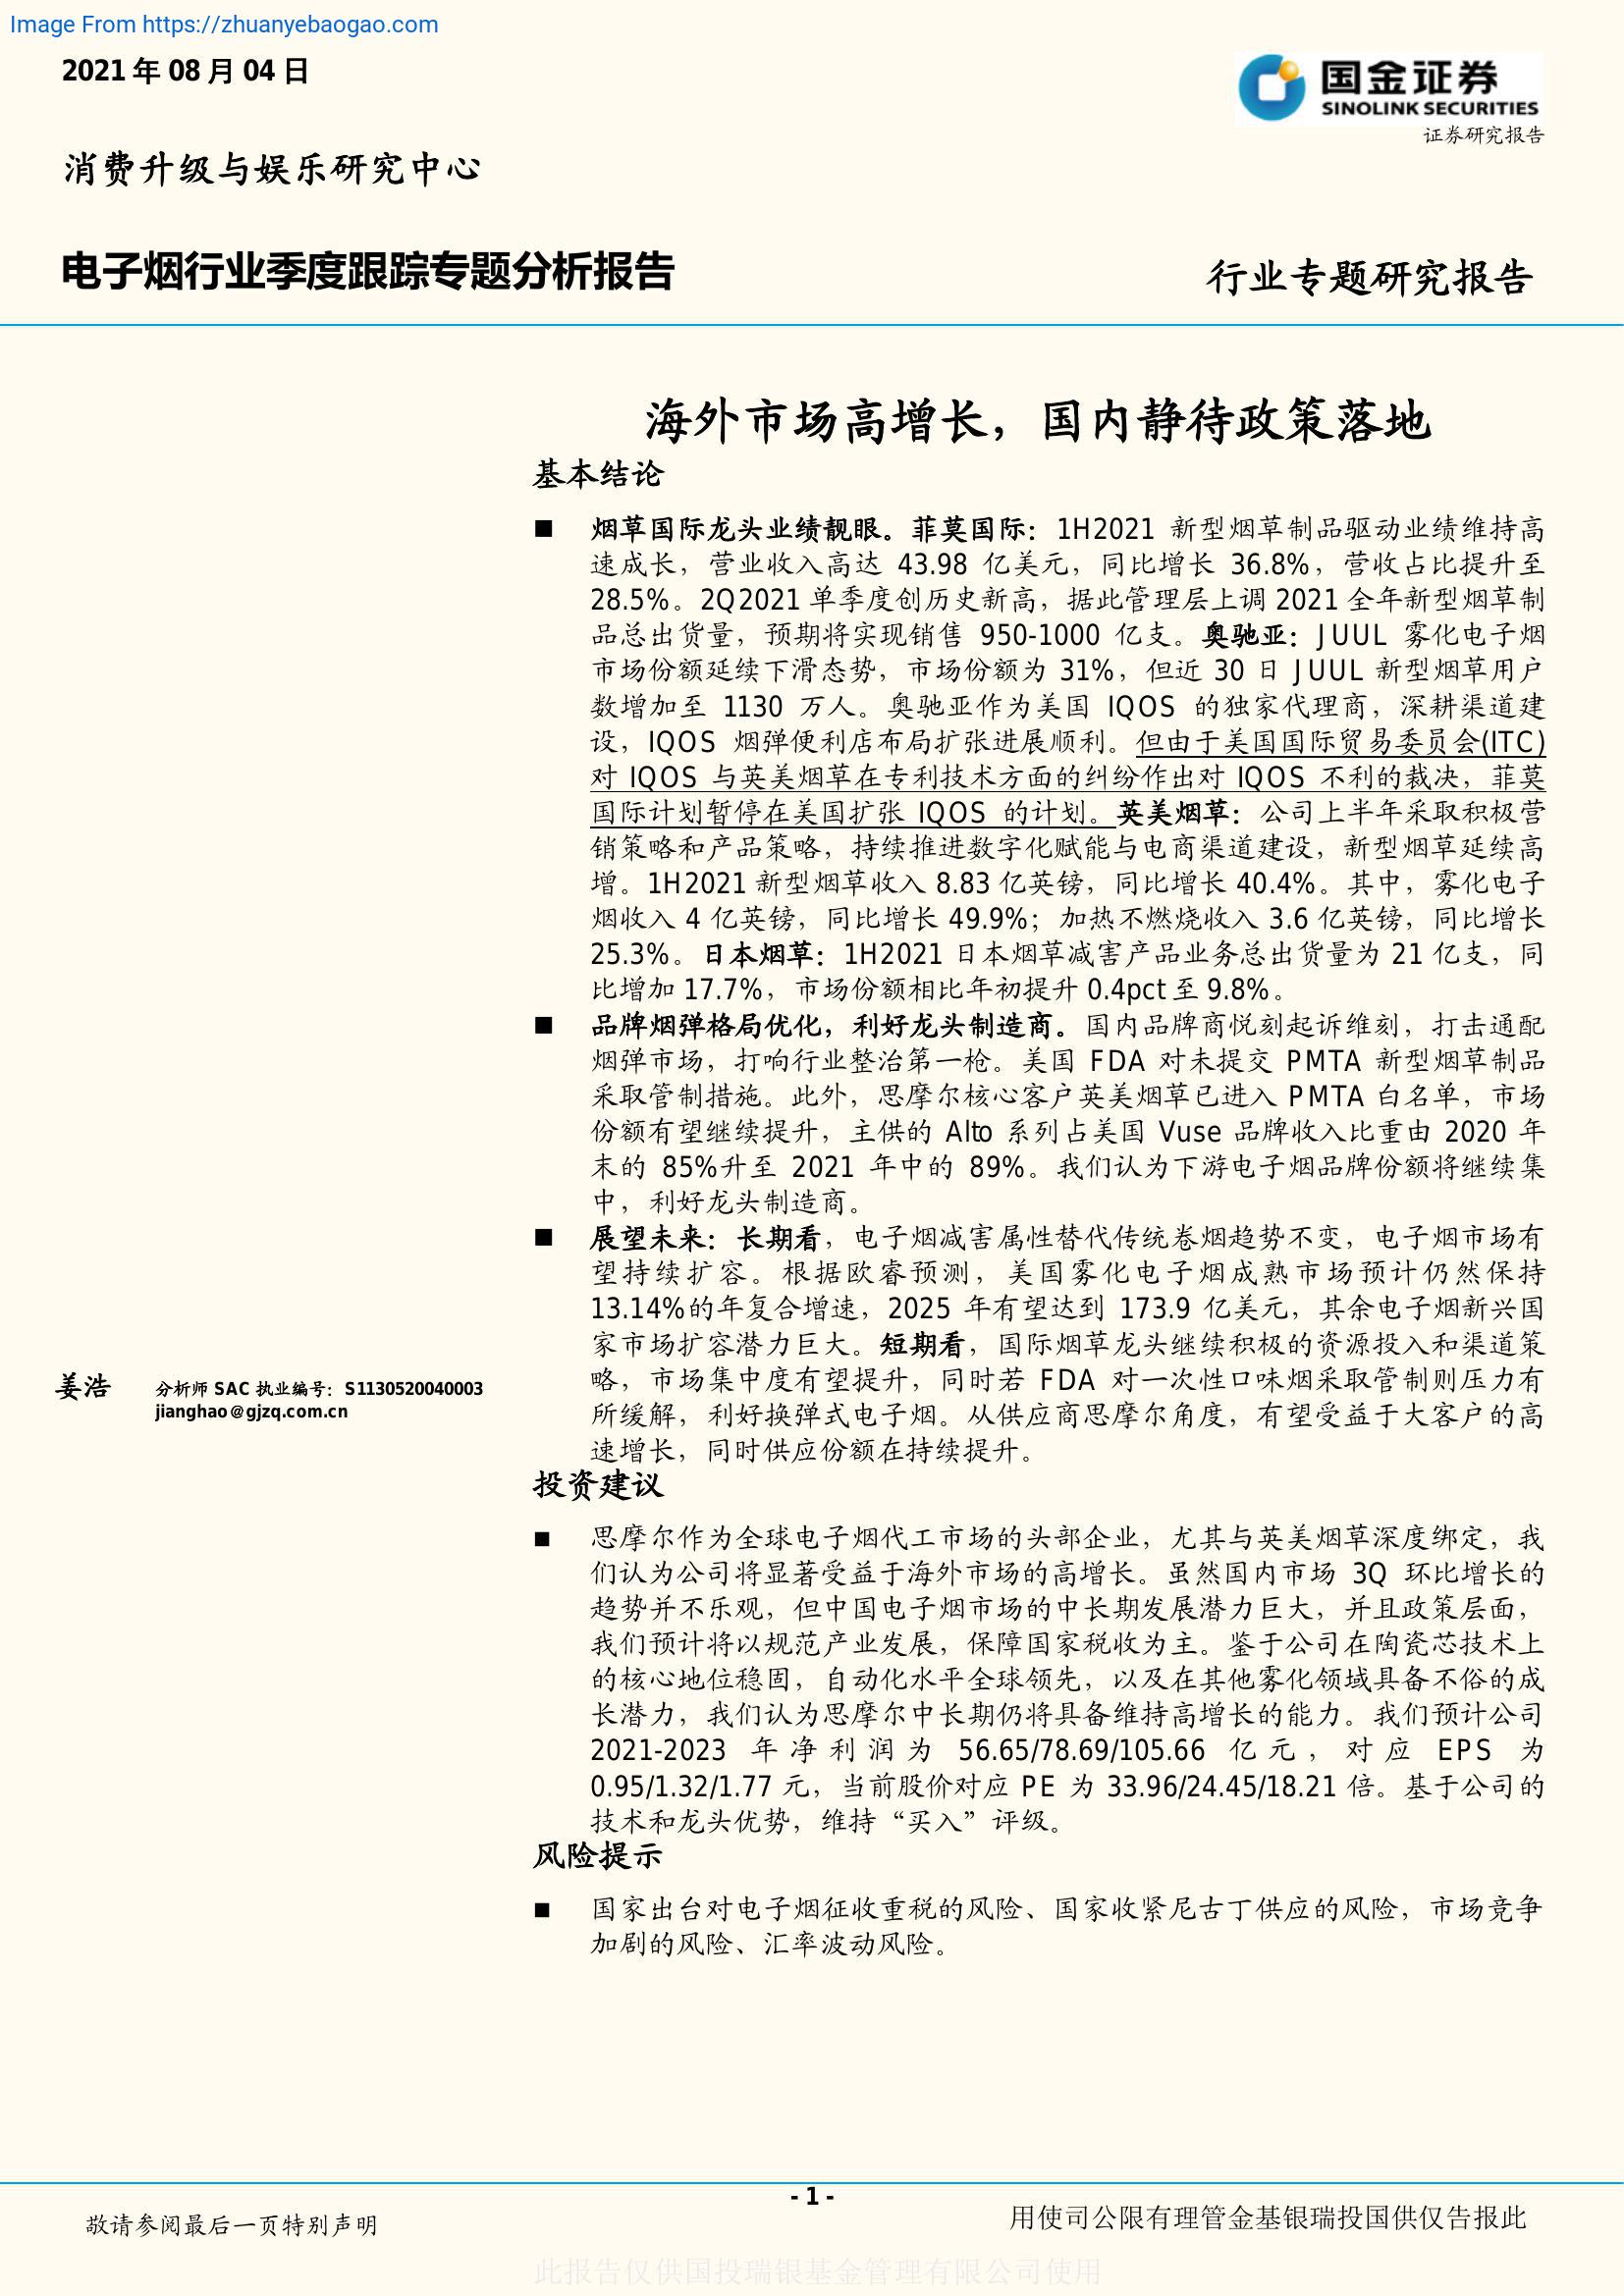 Image From https://zhuanyebaogao.com
2021 年 08 月 04 日
国金证券
SINOLINK SECURITIES
证券研究报告
消费升级与娱乐研究中心
电子烟行业季度跟踪专题分析报告
行业专题研究报告
海外市场高增长，国内静待政策落地
基本结论
■ 烟草国际龙头业绩靓眼。菲莫国际：1H2021 新型烟草制品驱动业绩维持高
速成长，营业收入高达 43.98 亿美元，同比增长 36.8%，营收占比提升至
28.5%。2Q2021 单季度创历史新高，据此管理层上调 2021 全年新型烟草制
品总出货量，预期将实现销售 950-1000 亿支。奥驰亚：JUUL 雾化电子烟
市场份额延续下滑态势，市场份额为 31%，但近 30 日 JUUL 新型烟草用户
数增加至 1130 万人。奥驰亚作为美国 IQOS 的独家代理商，深耕渠道建
设，IQOS 烟弹便利店布局扩张进展顺利。但由于美国国际贸易委员会(ITC)
对 IQOS 与英美烟草在专利技术方面的纠纷作出对 IQOS 不利的裁决，菲莫
国际计划暂停在美国扩张 IQOS 的计划。英美烟草：公司上半年采取积极营
销策略和产品策略，持续推进数字化赋能与电商渠道建设，新型烟草延续高
增。1H2021 新型烟草收入 8.83 亿英镑，同比增长 40.4%。其中，雾化电子
烟收入 4 亿英镑，同比增长 49.9%；加热不燃烧收入 3.6 亿英镑，同比增长
25.3%。日本烟草：1H2021 日本烟草减害产品业务总出货量为 21 亿支，同
比增加 17.7%，市场份额相比年初提升 0.4pct 至 9.8%。
■ 品牌烟弹格局优化，利好龙头制造商。国内品牌商悦刻起诉维刻，打击通配
烟弹市场，打响行业整治第一枪。美国 FDA 对未提交 PMTA 新型烟草制品
采取管制措施。此外，思摩尔核心客户英美烟草已进入 PMTA 白名单，市场
份额有望继续提升，主供的 Alto 系列占美国 Vuse 品牌收入比重由 2020 年
末的 85%升至 2021 年中的 89%。我们认为下游电子烟品牌份额将继续集
中，利好龙头制造商。
■ 展望未来：长期看，电子烟减害属性替代传统卷烟趋势不变，电子烟市场有
望持续扩容。根据欧睿预测，美国雾化电子烟成熟市场预计仍然保持
13.14%的年复合增速，2025 年有望达到 173.9 亿美元，其余电子烟新兴国
家市场扩容潜力巨大。短期看，国际烟草龙头继续积极的资源投入和渠道策
略，市场集中度有望提升，同时若 FDA 对一次性口味烟采取管制则压力有
所缓解，利好换弹式电子烟。从供应商思摩尔角度，有望受益于大客户的高
速增长，同时供应份额在持续提升。
姜浩 分析师 SAC 执业编号：S1130520040003
jianghao@gjzq.com.cn
投资建议
■ 思摩尔作为全球电子烟代工市场的头部企业，尤其与英美烟草深度绑定，我
们认为公司将显著受益于海外市场的高增长。虽然国内市场 3Q 环比增长的
趋势并不乐观，但中国电子烟市场的中长期发展潜力巨大，并且政策层面，
我们预计将以规范产业发展，保障国家税收为主。鉴于公司在陶瓷芯技术上
的核心地位稳固，自动化水平全球领先，以及在其他雾化领域具备不俗的成
长潜力，我们认为思摩尔中长期仍将具备维持高增长的能力。我们预计公司
2021-2023 年净利润为 56.65/78.69/105.66 亿元，对应 EPS 为
0.95/1.32/1.77 元，当前股价对应 PE 为 33.96/24.45/18.21 倍。基于公司的
技术和龙头优势，维持“买入”评级。
风险提示
■ 国家出台对电子烟征收重税的风险、国家收紧尼古丁供应的风险，市场竞争
加剧的风险、汇率波动风险。
- 1 -
敬请参阅最后一页特别声明
用使司公限有理管金基银瑞投国供仅告报此
此报告仅供国投瑞银基金管理有限公司使用